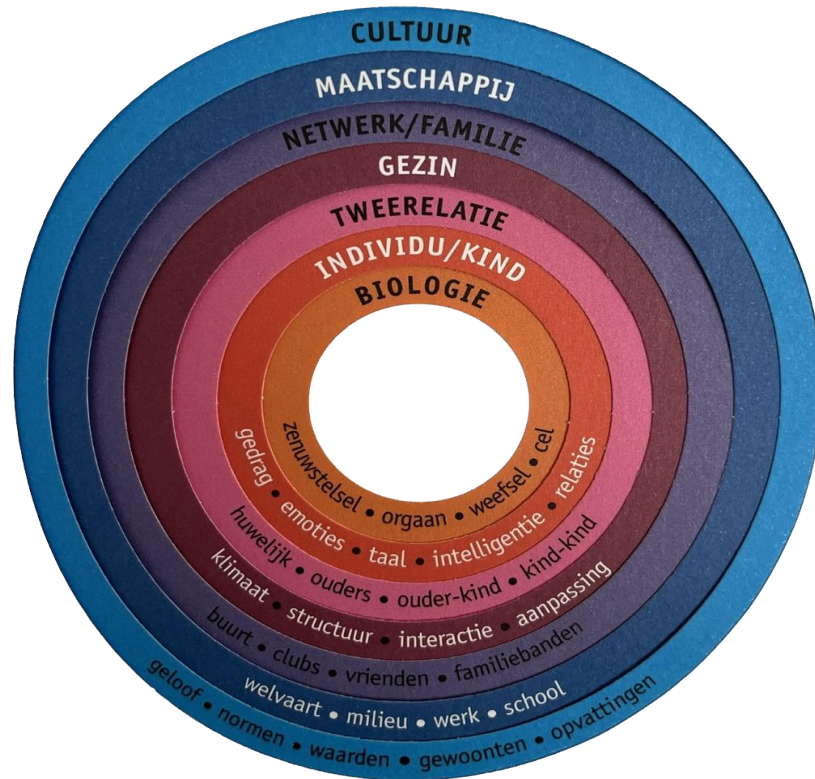 CULTUUR
MAATSCHAPPIJ
NETWERK/FAMILIE
GEZIN
TWEERELATIE
INDIVIDU/KIND
BIOLOGIE
zenuwstelsel • orgaan • weefsel • cel
gedrag • emoties • taal • intelligentie • relaties
huwelijk • ouders • ouder-kind • kind-kind
klimaat • structuur • interactie • aanpassing
buurt • clubs • vrienden • familiebanden
welvaart • milieu • werk • school
geloof • normen • waarden • gewoonten • opvattingen